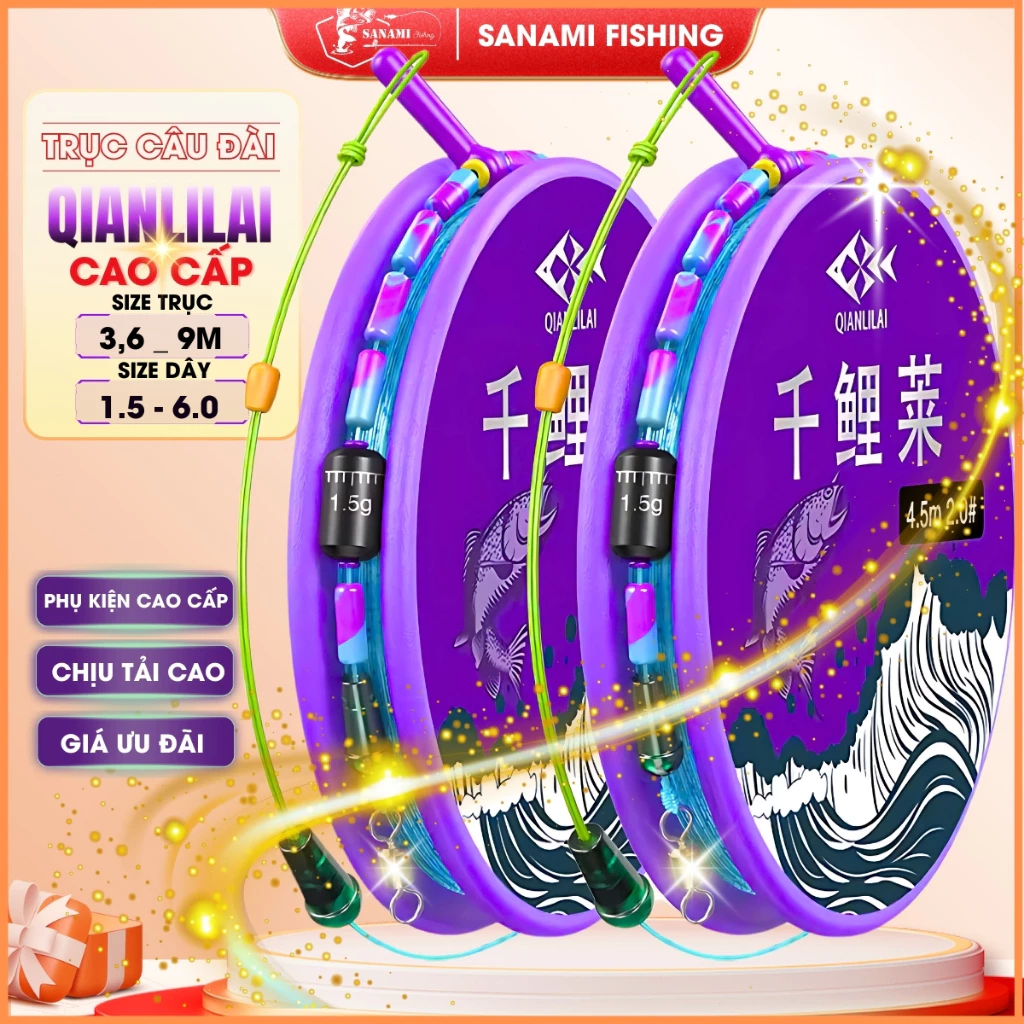 SANAMI Fishing
SANAMI FISHING
TRỤC CÂU ĐÀI
QIANLILAI
CAO CẤP
SIZE TRỤC
3,6 _ 9M
SIZE DÂY
1.5 - 6.0
PHỤ KIỆN CAO CẤP
CHỊU TẢI CAO
GIÁ ƯU ĐÃI
QIANLILAI
千鲤
1.5g
QIANLILAI
千鲤莱
1.5g
4.5m 2.0#